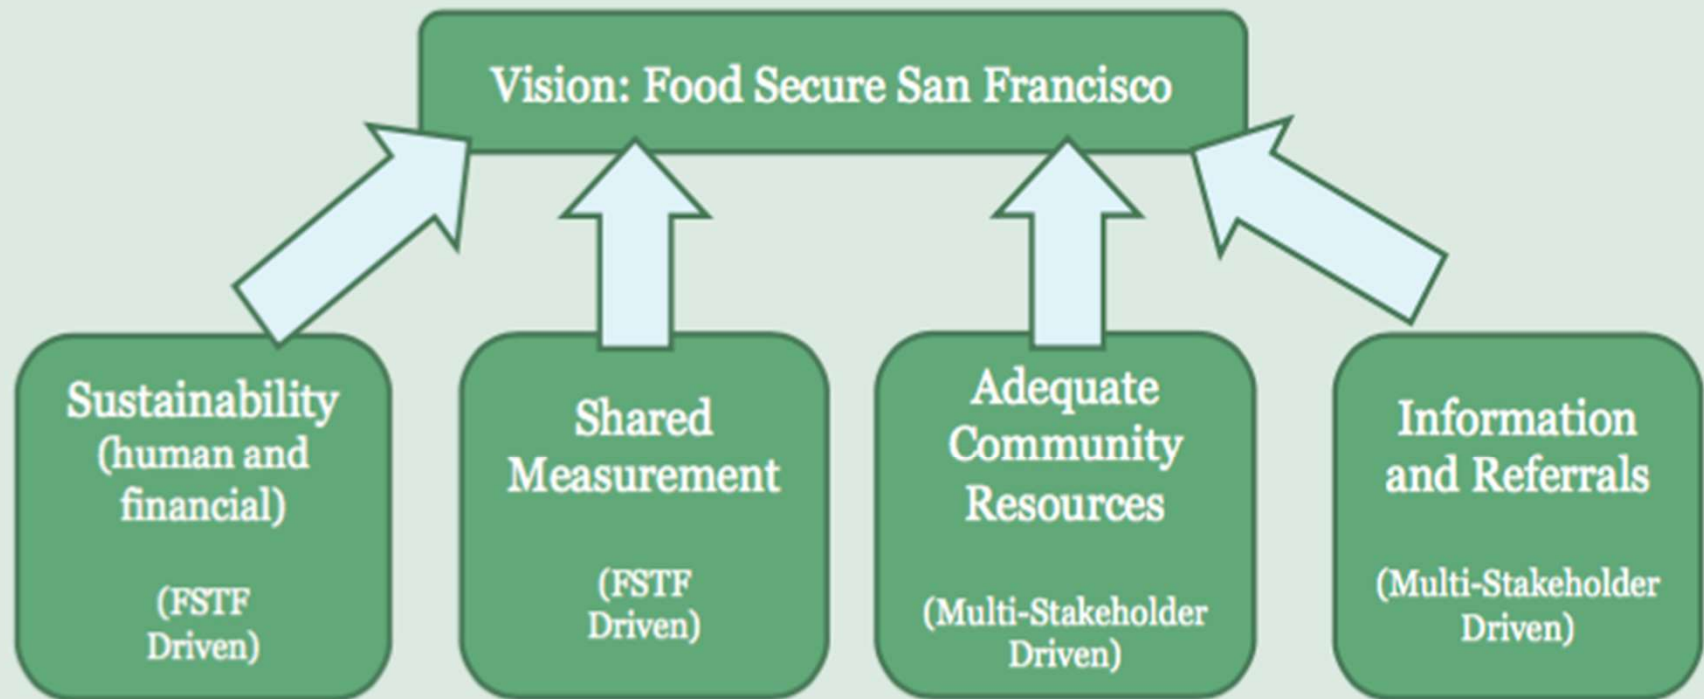 Vision: Food Secure San Francisco
Sustainability
(human and
financial)
(FSTF
Driven)
Shared
Measurement
(FSTF
Driven)
Adequate
Community
Resources
(Multi-Stakeholder
Driven)
Information
and Referrals
(Multi-Stakeholder
Driven)